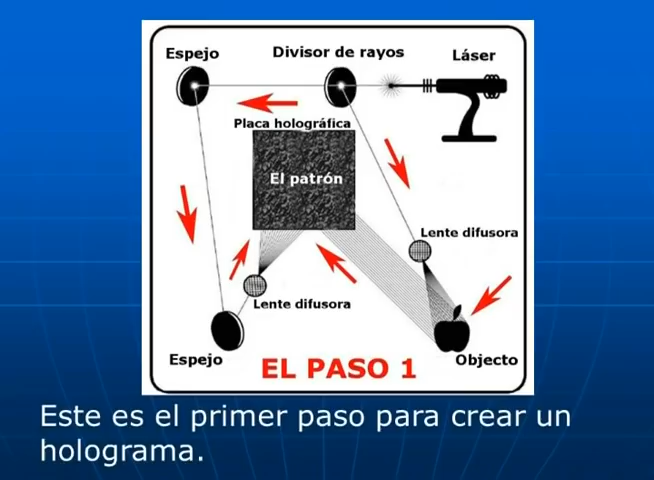 Espejo
Divisor de rayos
Láser
Placa holográfica
El patrón
Lente difusora
Lente difusora
Espejo
Objecto
EL PASO 1
Este es el primer paso para crear un
holograma.